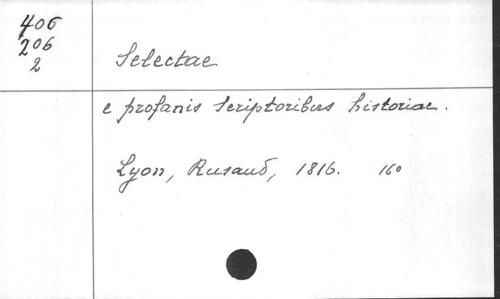 406
206
2
Selectae
e profanis scriptoribus historiae.
Lyon, Rusand, 1816. 16°